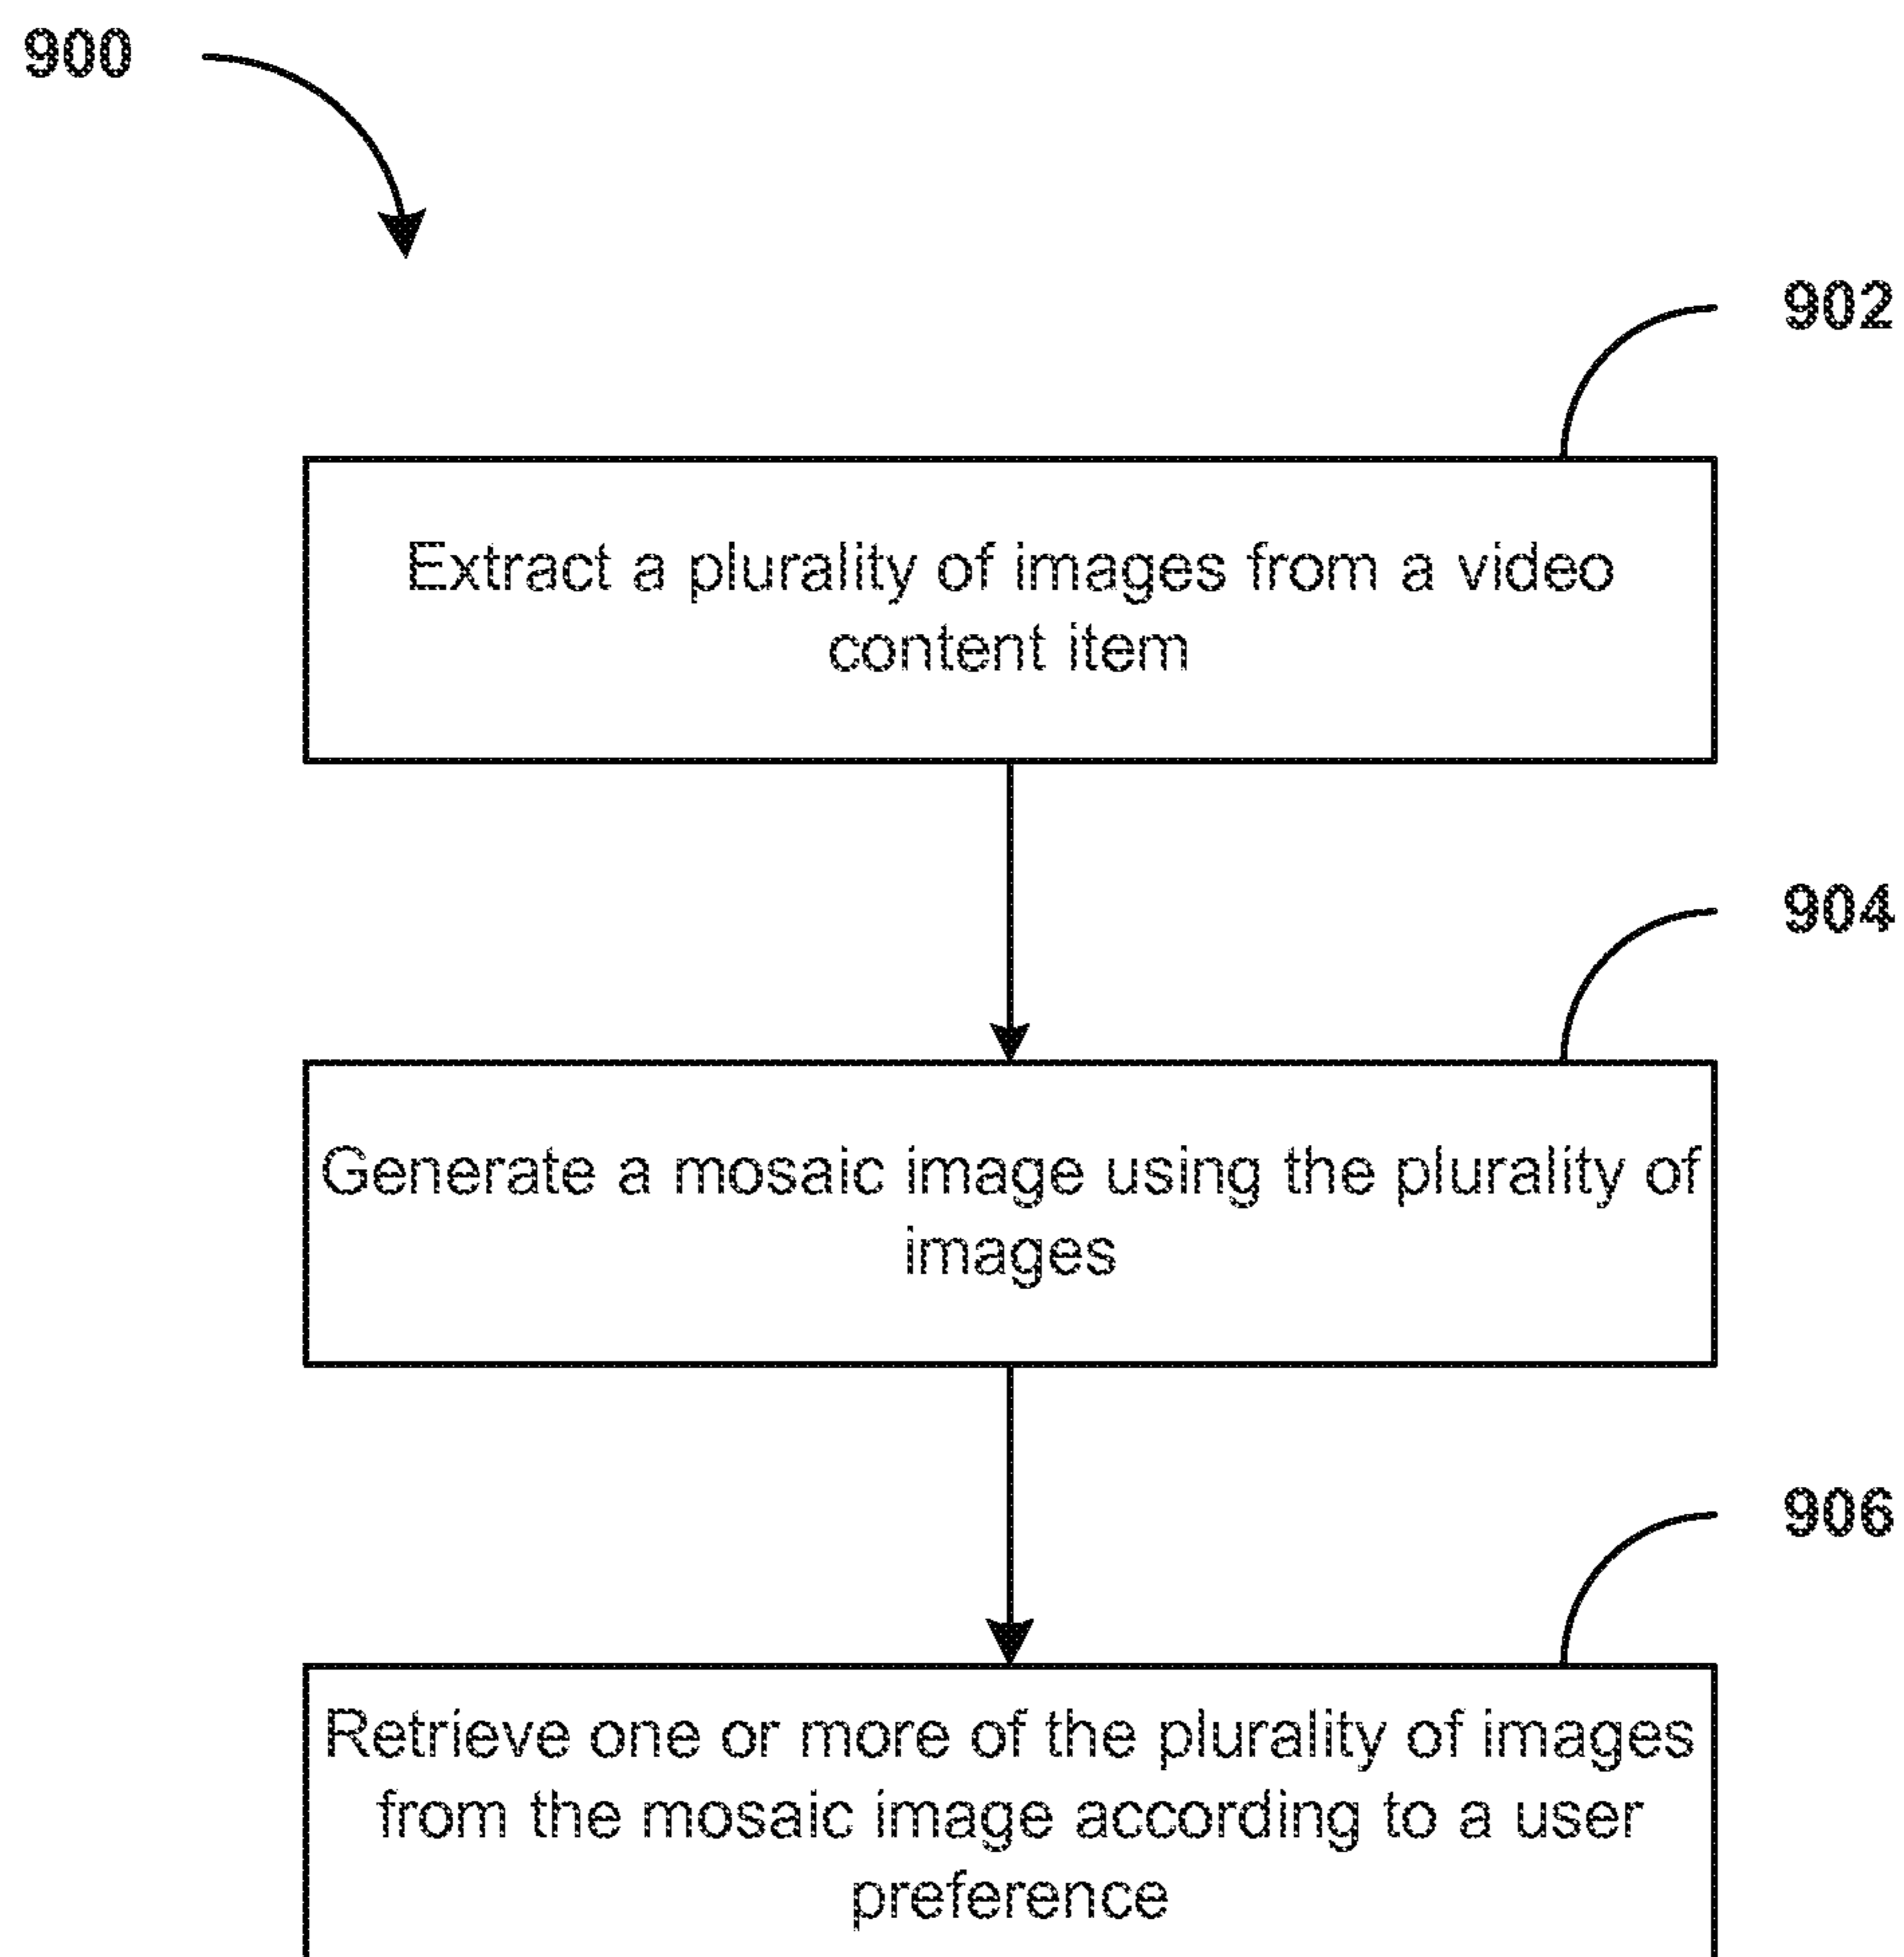 900
902
Extract a plurality of images from a video
content item
904
Generate a mosaic image using the plurality of
images
906
Retrieve one or more of the plurality of images
from the mosaic image according to a user
preference